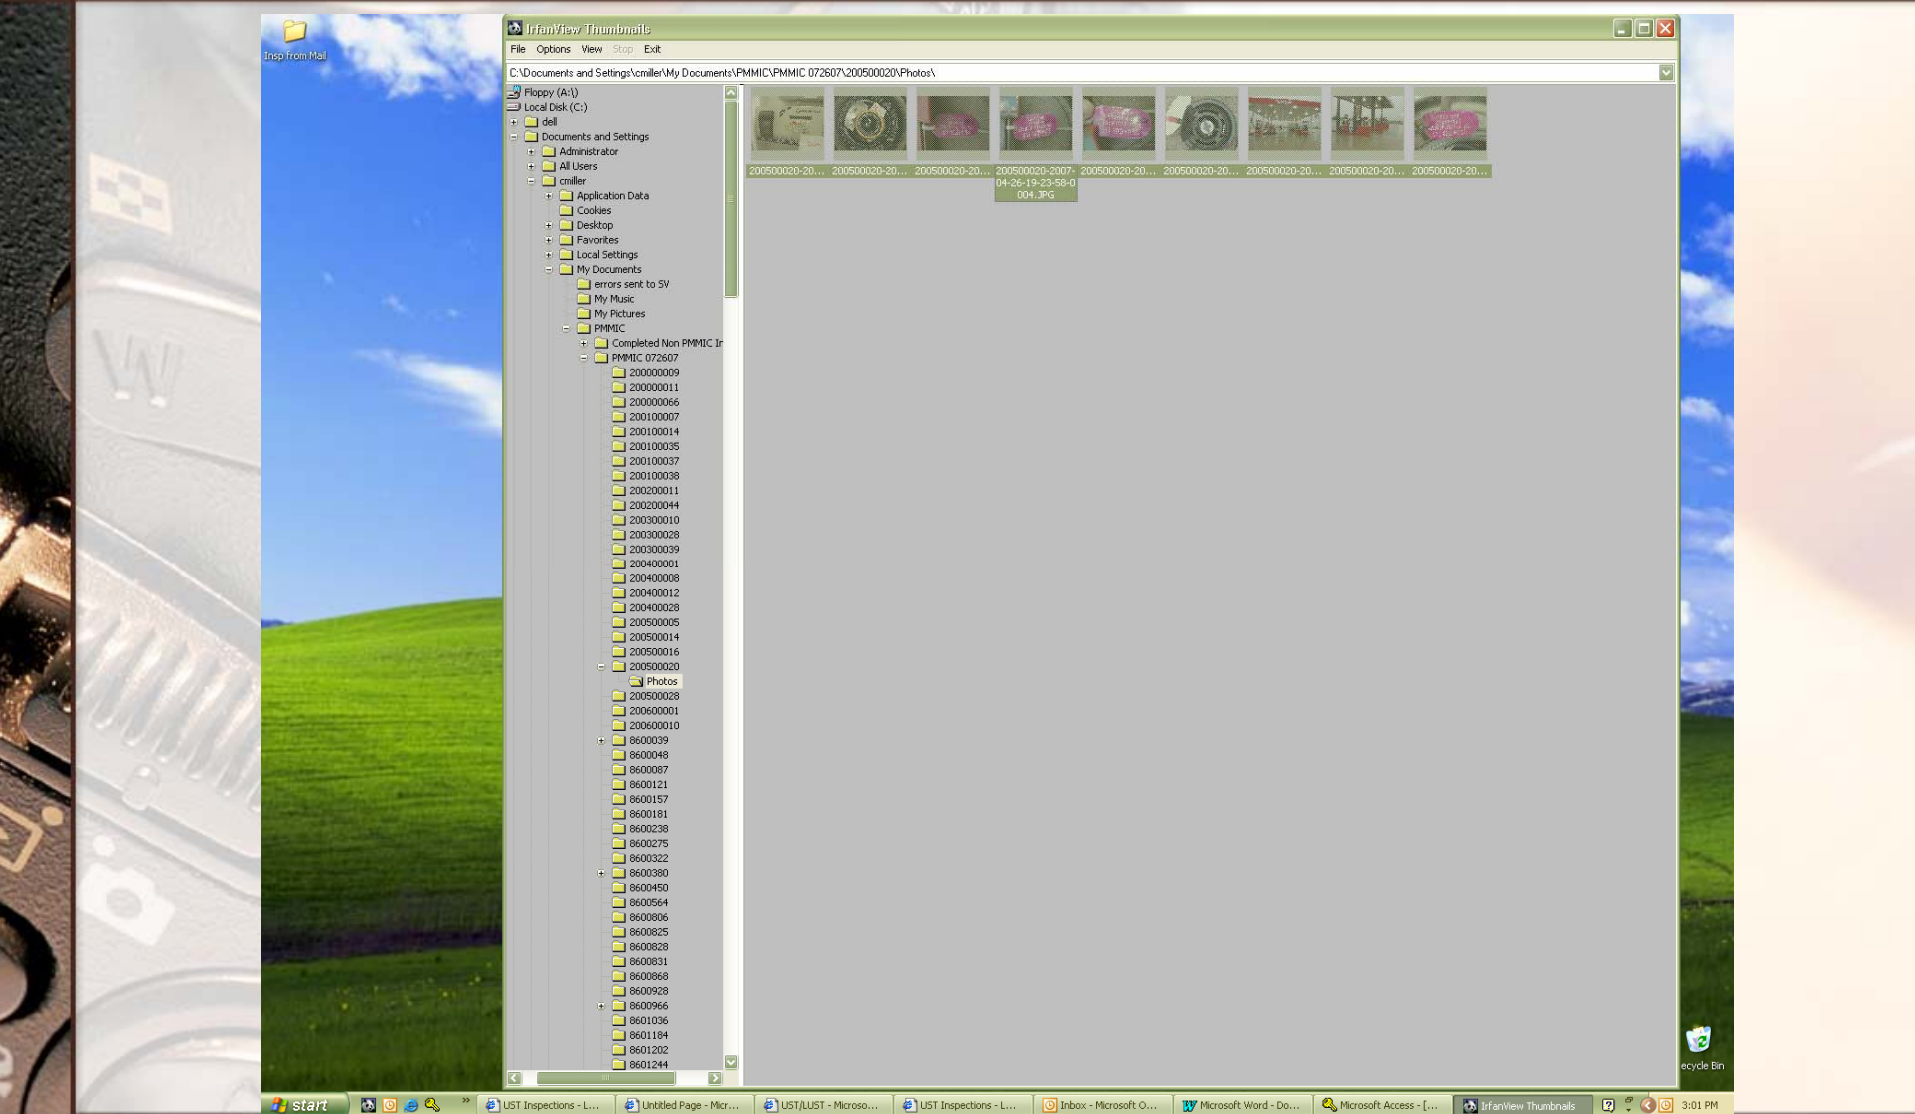 Insp from Mail
IrfanView Thumbnails
File Options View Stop Exit
C:\Documents and Settings\cmiller\My Documents\PMMIC\PMMIC 072607\200500020\Photos\
Floppy (A:\)
Local Disk (C:)
dell
Documents and Settings
Administrator
All Users
cmiller
Application Data
Cookies
Desktop
Favorites
Local Settings
My Documents
errors sent to SV
My Music
My Pictures
PMMIC
Completed Non PMMIC Ir
PMMIC 072607
200000009
200000011
200000066
200100007
200100014
200100035
200100037
200100038
200200011
200200044
200300010
200300028
200300039
200400001
200400008
200400012
200400028
200500005
200500014
200500016
200500020
Photos
200500028
200600001
200600010
8600039
8600048
8600087
8600121
8600157
8600181
8600238
8600275
8600322
8600380
8600450
8600564
8600806
8600825
8600828
8600831
8600868
8600928
8600966
8601036
8601184
8601202
8601244
200500020-20... 200500020-20... 200500020-20... 200500020-2007- 200500020-20... 200500020-20... 200500020-20... 200500020-20... 200500020-20...
04-26-19-23-58-0
004.JPG
ecycle Bin
start » UST Inspections - L... Untitled Page - Micr... UST/LUST - Microso... UST Inspections - L... Inbox - Microsoft O... Microsoft Word - Do... Microsoft Access - [... IrfanView Thumbnails 3:01 PM